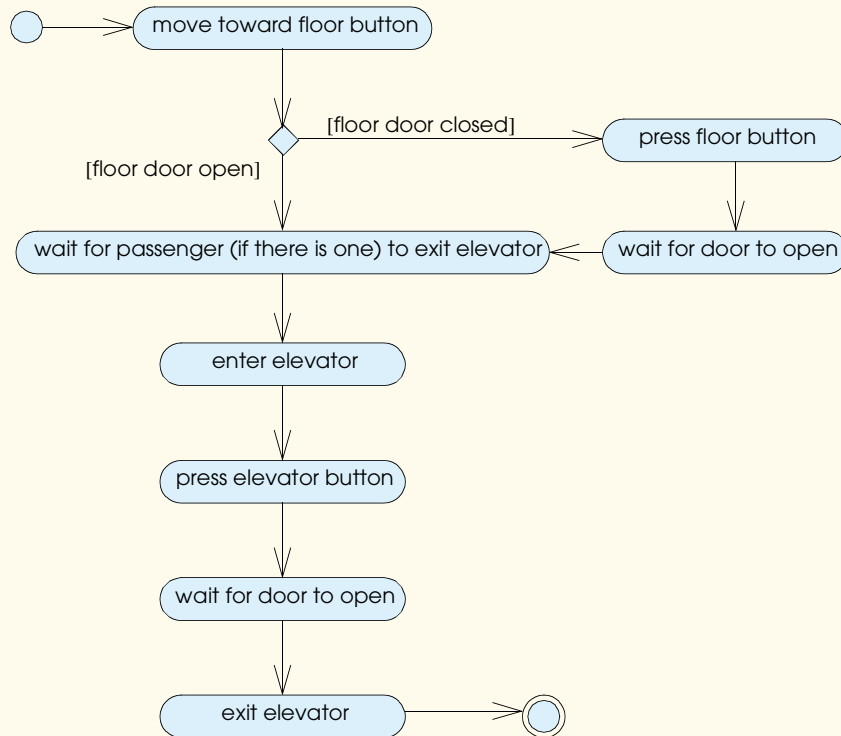 move toward floor button
[floor door closed]
press floor button
[floor door open]
wait for passenger (if there is one) to exit elevator
wait for door to open
enter elevator
press elevator button
wait for door to open
exit elevator